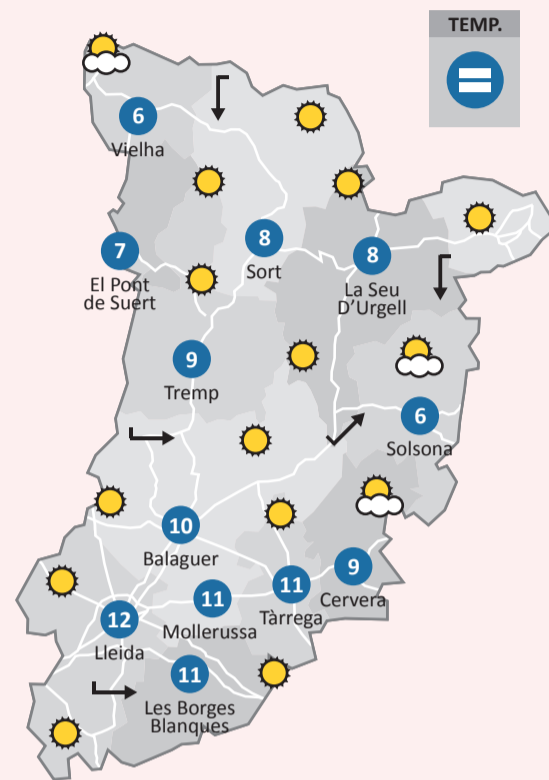 TEMP.
6
Vielha
7
El Pont
de Suert
8
Sort
8
La Seu
D'Urgell
9
Tremp
6
Solsona
10
Balaguer
9
Cervera
11
Tàrrega
11
Mollerussa
12
Lleida
11
Les Borges
Blanques